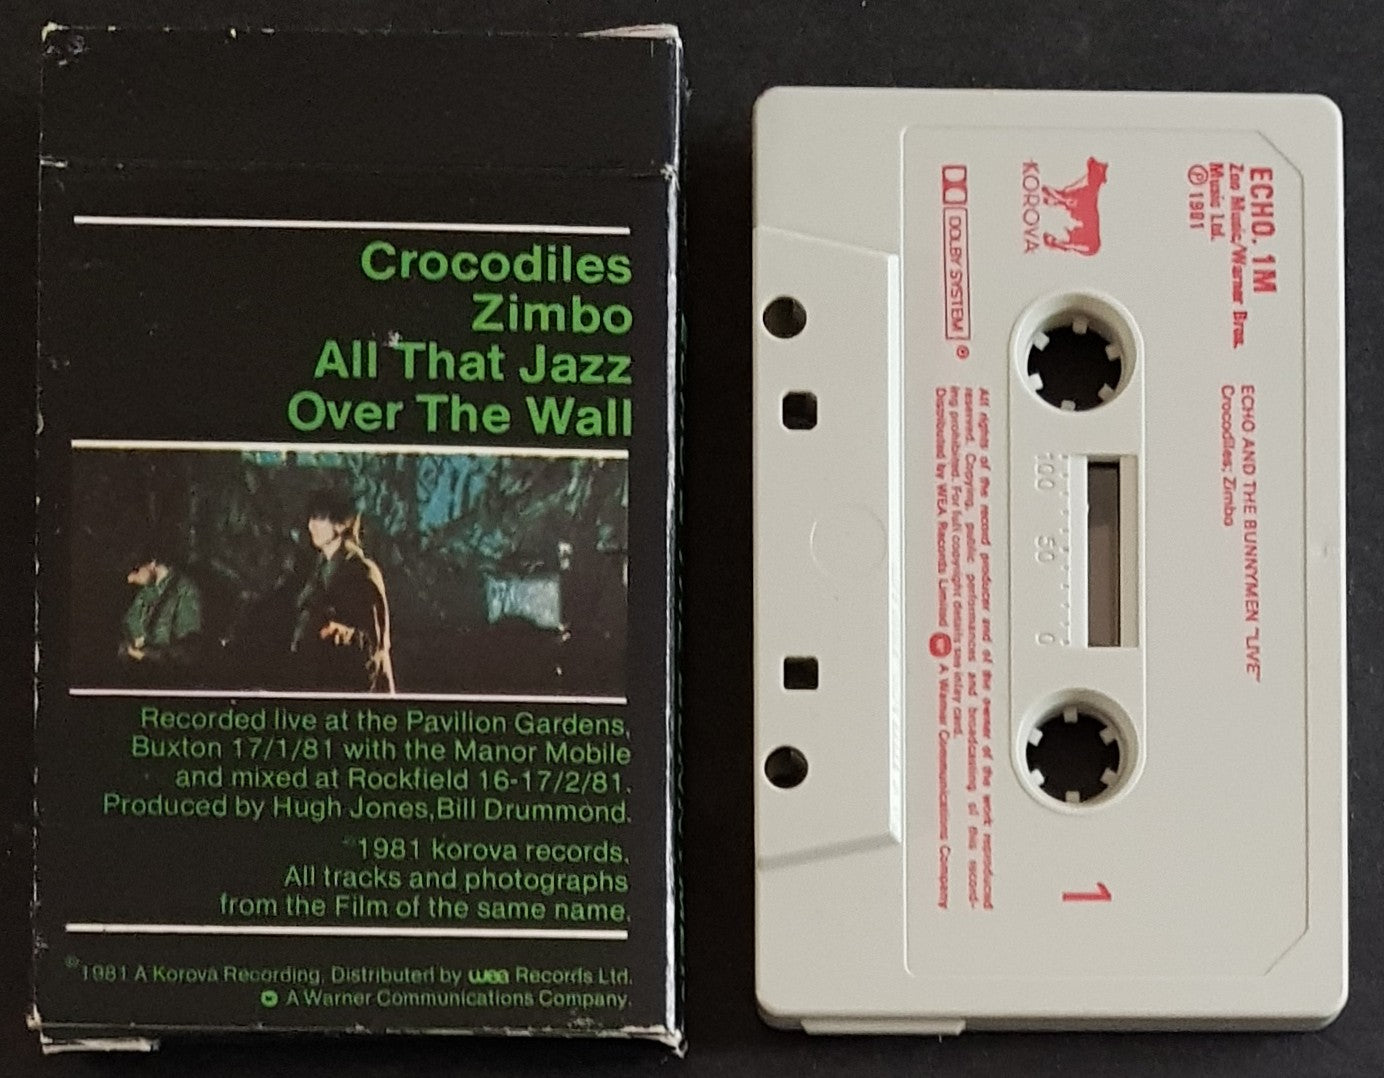 Crocodiles
Zimbo
All That Jazz
Over The Wall
Recorded live at the Pavilion Gardens,
Buxton 17/1/81 with the Manor Mobile
and mixed at Rockfield 16-17/2/81.
Produced by Hugh Jones,Bill Drummond.
℗1981 korova records.
All tracks and photographs
from the Film of the same name.
©1981 A Korova Recording, Distributed by wea Records Ltd.
A Warner Communications Company.
ECHO. 1M
Zoo Music/Warner Bros.
Music Ltd.
℗ 1981
ECHO AND THE BUNNYMEN "LIVE"
Crocodiles; Zimbo
KOROVA
DOLBY SYSTEM ®
100 50 0
1
All rights of the record producer and of the owner of the work reproduced
reserved. Copying, public performances and broadcasting of this record-
ing prohibited. For full copyright details see inlay card.
Distributed by WEA Records Limited A Warner Communications Company